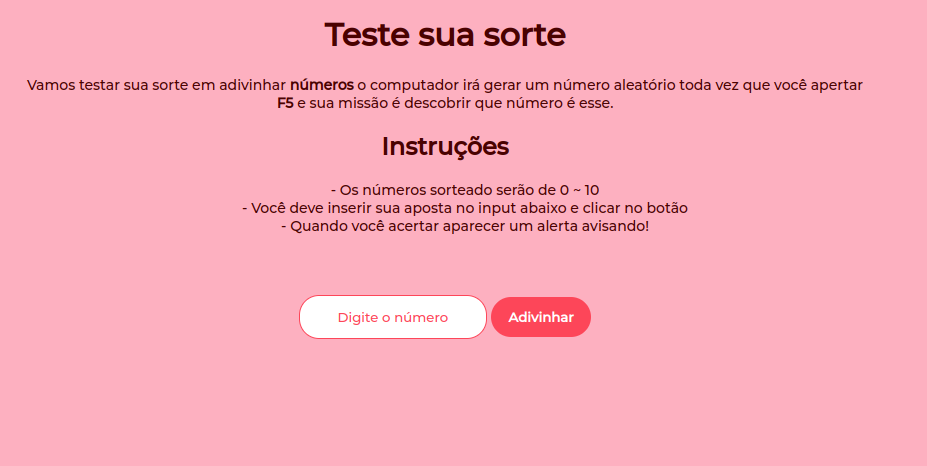 Teste sua sorte
Vamos testar sua sorte em adivinhar números o computador irá gerar um número aleatório toda vez que você apertar
F5 e sua missão é descobrir que número é esse.
Instruções
- Os números sorteado serão de 0 ~ 10
- Você deve inserir sua aposta no input abaixo e clicar no botão
- Quando você acertar aparecer um alerta avisando!
Digite o número
Adivinhar